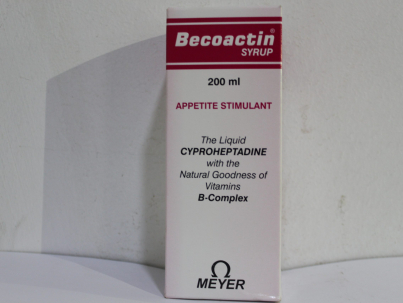 Becoactin®
SYRUP
200 ml
APPETITE STIMULANT
The Liquid
CYPROHEPTADINE
with the
Natural Goodness of
Vitamins
B-Complex
MEYER